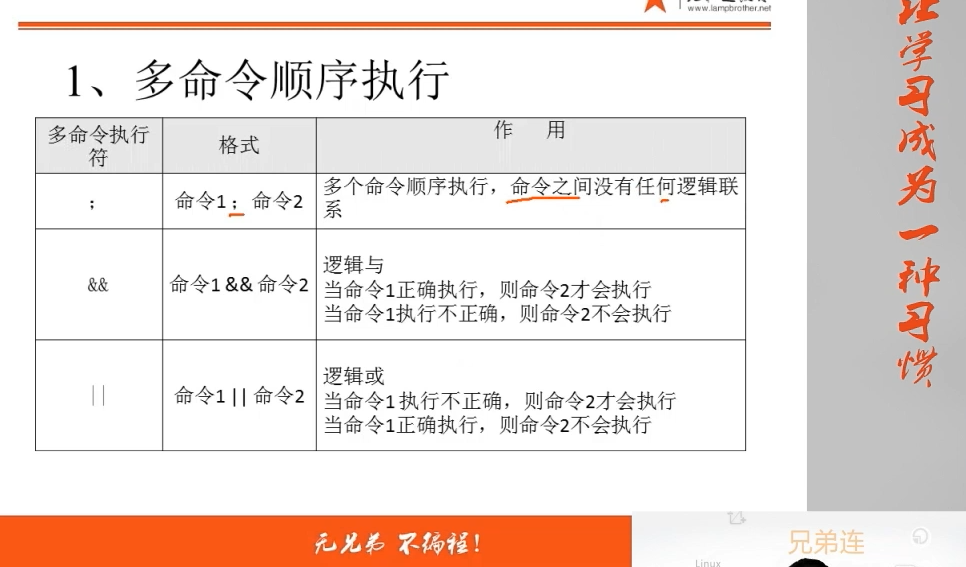 www.lampbrother.net
1、多命令顺序执行
多命令执行
符
格式
作 用
;
命令1 ; 命令2
多个命令顺序执行，命令之间没有任何逻辑联
系
&&
命令1 && 命令2
逻辑与
当命令1正确执行，则命令2才会执行
当命令1执行不正确，则命令2不会执行
||
命令1 || 命令2
逻辑或
当命令1 执行不正确，则命令2才会执行
当命令1正确执行，则命令2不会执行
让学习成为一种习惯
无兄弟 不编程!
兄弟连
Linux